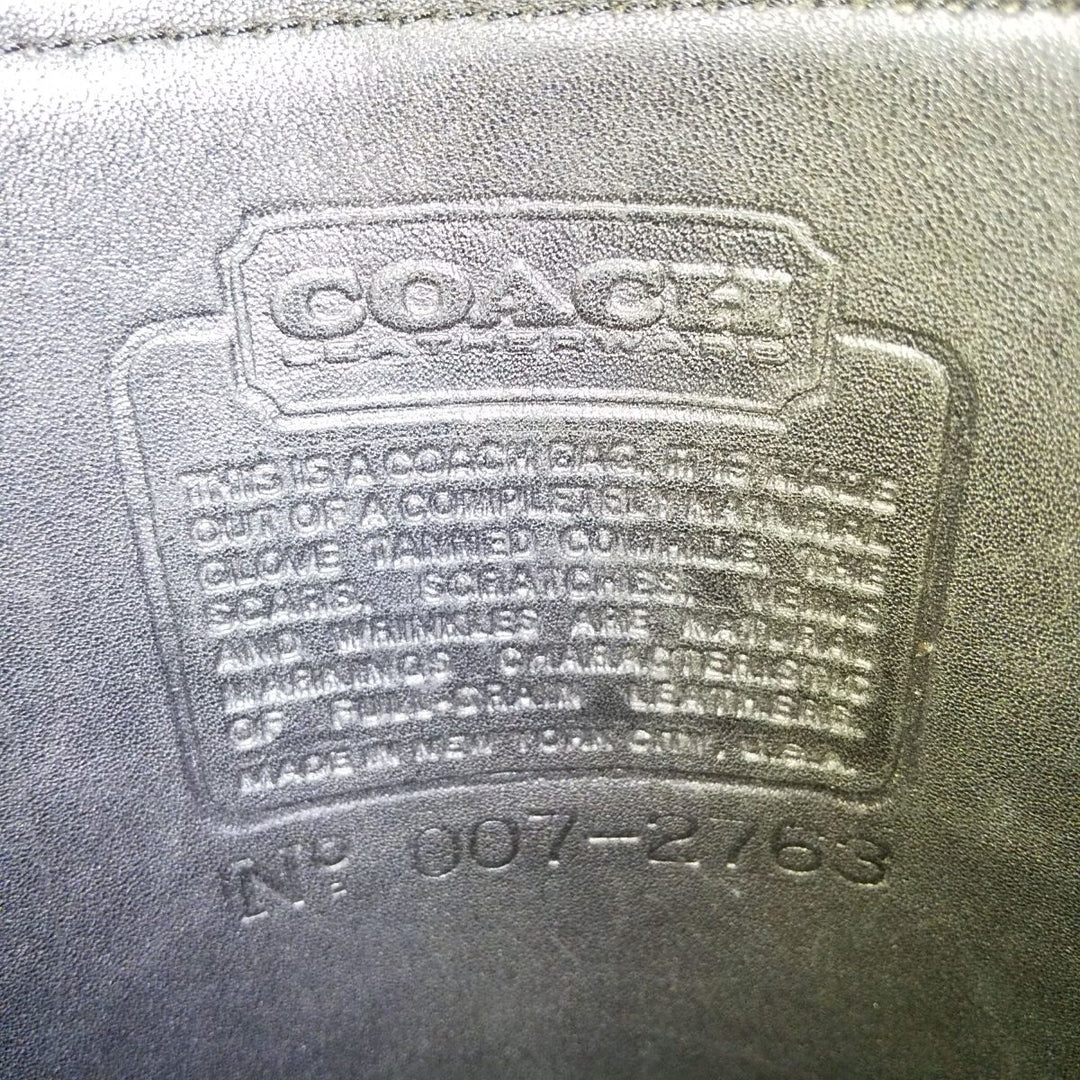 COACH
LEATHERWARE
THIS IS A COACH BAG. IT IS MADE
OUT OF A COMPLETELY NATURAL
GLOVE TANNED COWHIDE. THE
SCARS, SCRATCHES, VEINS
AND WRINKLES ARE NATURAL
MARKINGS CHARACTERISTIC
OF FULL-GRAIN LEATHERS.
MADE IN NEW YORK CITY, U.S.A.
Nº 007-2763